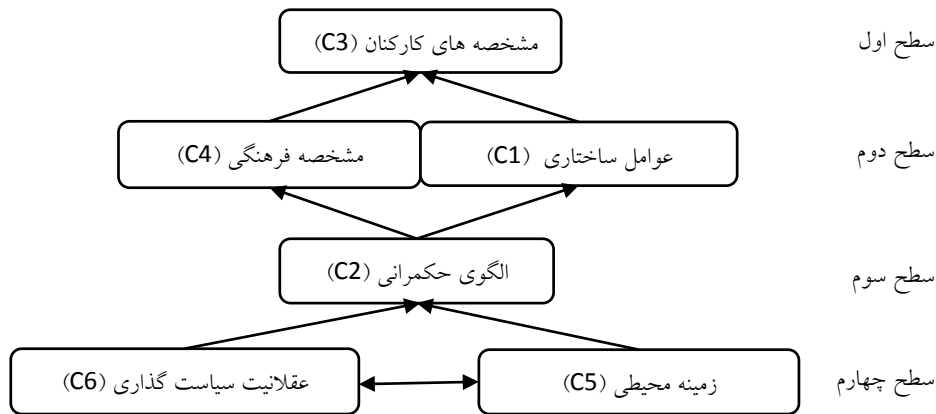 سطح اول
مشخصه های کارکنان (C3)
سطح دوم
عوامل ساختاری (C1)
مشخصه فرهنگی (C4)
سطح سوم
الگوی حکمرانی (C2)
سطح چهارم
زمینه محیطی (C5)
عقلانیت سیاست گذاری (C6)